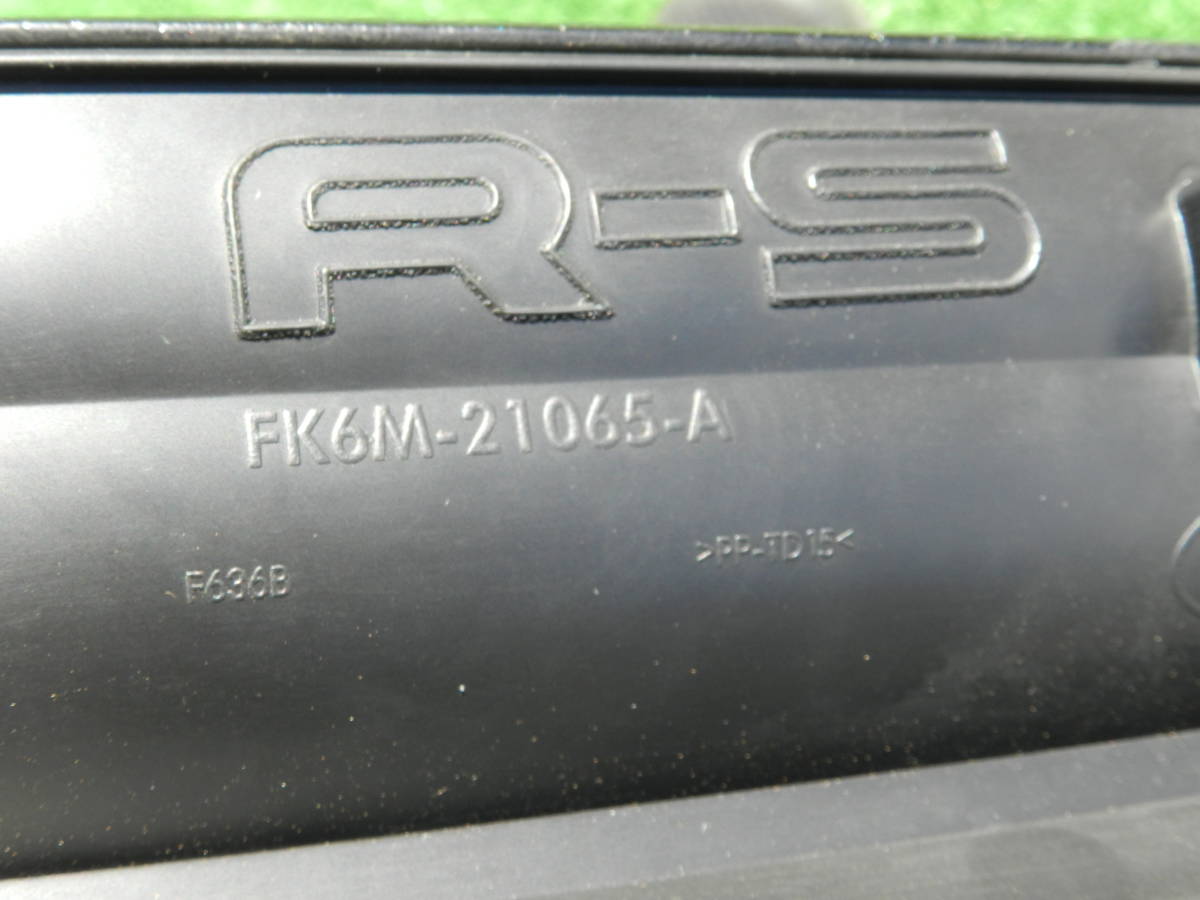 R-S
FK6M-21065-A
>PP-TD15<
F636B